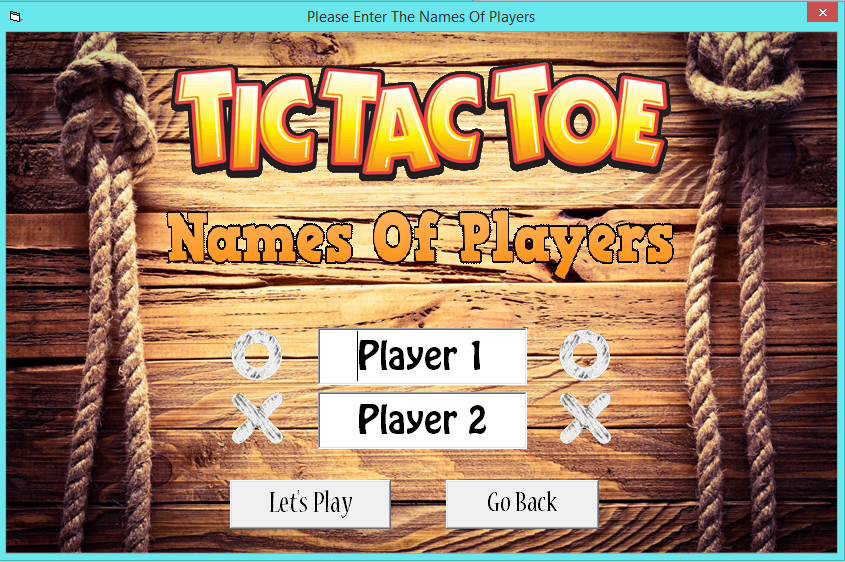 Please Enter The Names Of Players
TIC TAC TOE
Names Of Players
Player 1
Player 2
Let's Play
Go Back